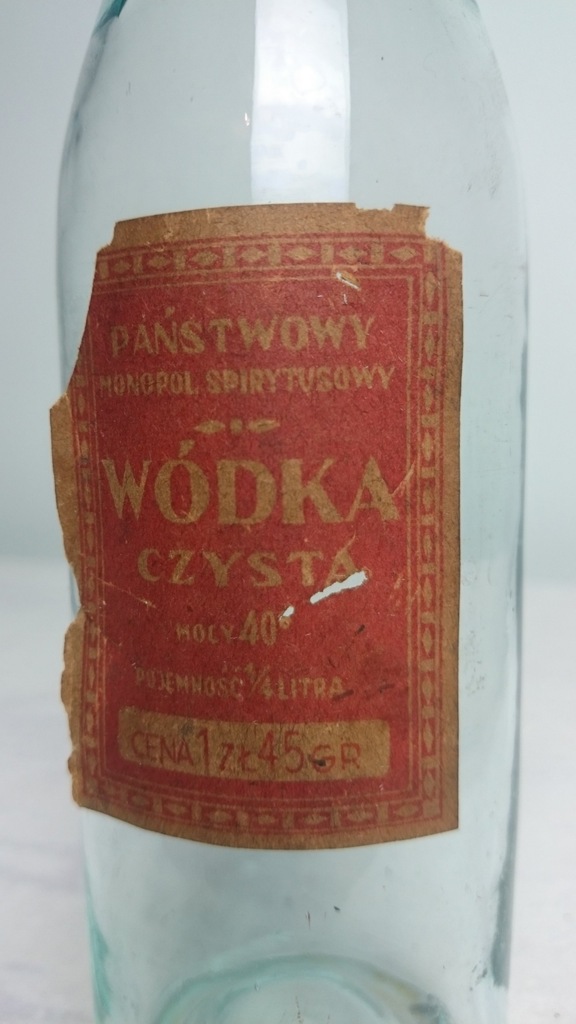 PAŃSTWOWY
MONOPOL SPIRYTUSOWY
WÓDKA
CZYSTA
MOCY 40°
POJEMNOŚĆ ¼ LITRA
CENA 1 ZŁ 45 GR